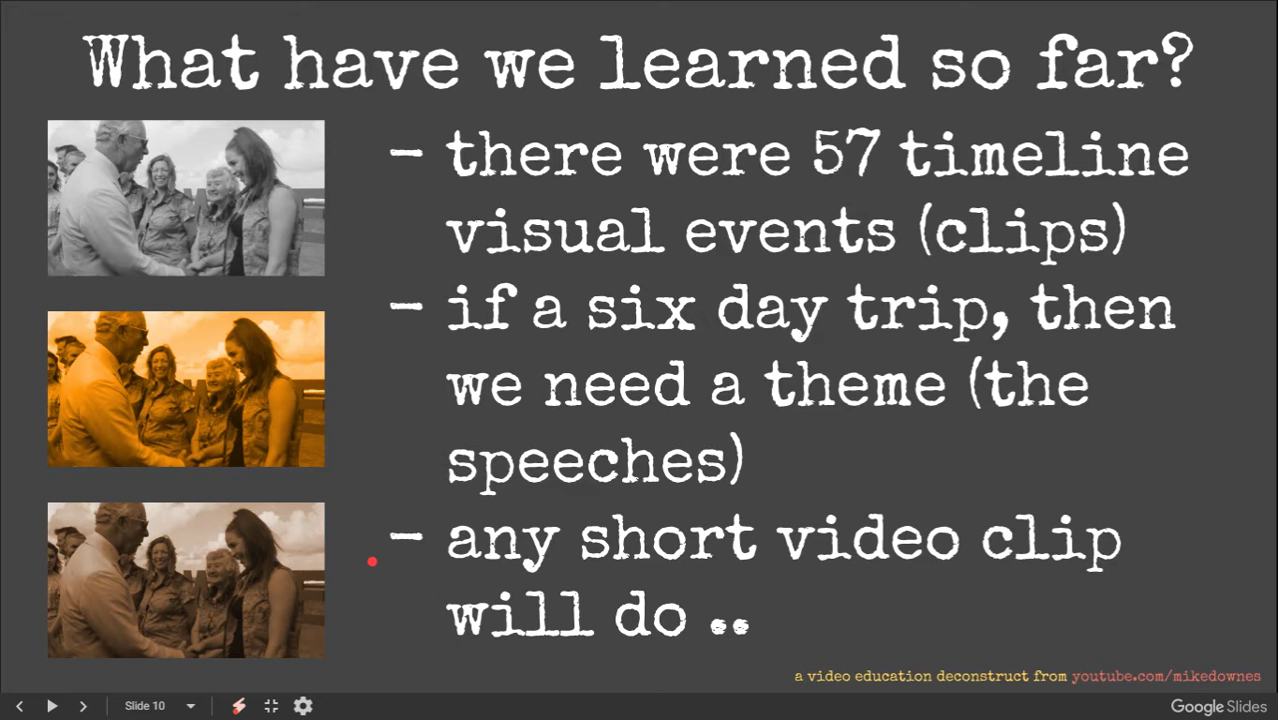 What have we learned so far?
- there were 57 timeline
visual events (clips)
- if a six day trip, then
we need a theme (the
speeches)
- any short video clip
will do ..
a video education deconstruct from youtube.com/mikedownes
Slide 10
Google Slides